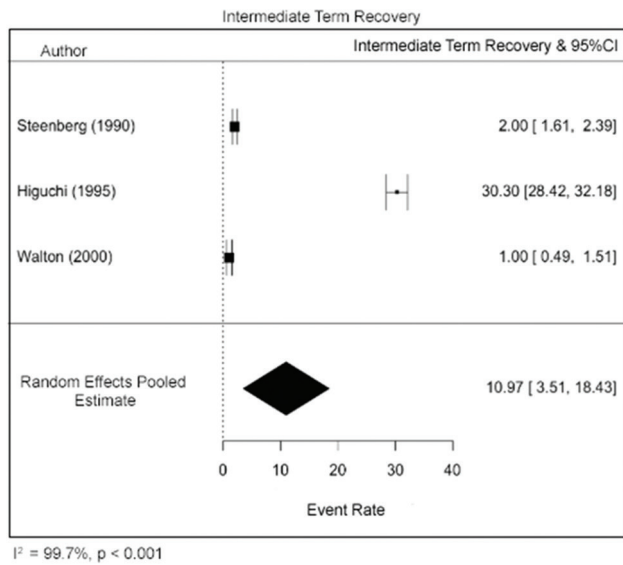 Intermediate Term Recovery
Author Intermediate Term Recovery & 95%CI
Steenberg (1990) 2.00 [ 1.61, 2.39]
Higuchi (1995) 30.30 [28.42, 32.18]
Walton (2000) 1.00 [ 0.49, 1.51]
Random Effects Pooled
Estimate
10.97 [ 3.51, 18.43]
0 10 20 30 40
Event Rate
I² = 99.7%, p < 0.001